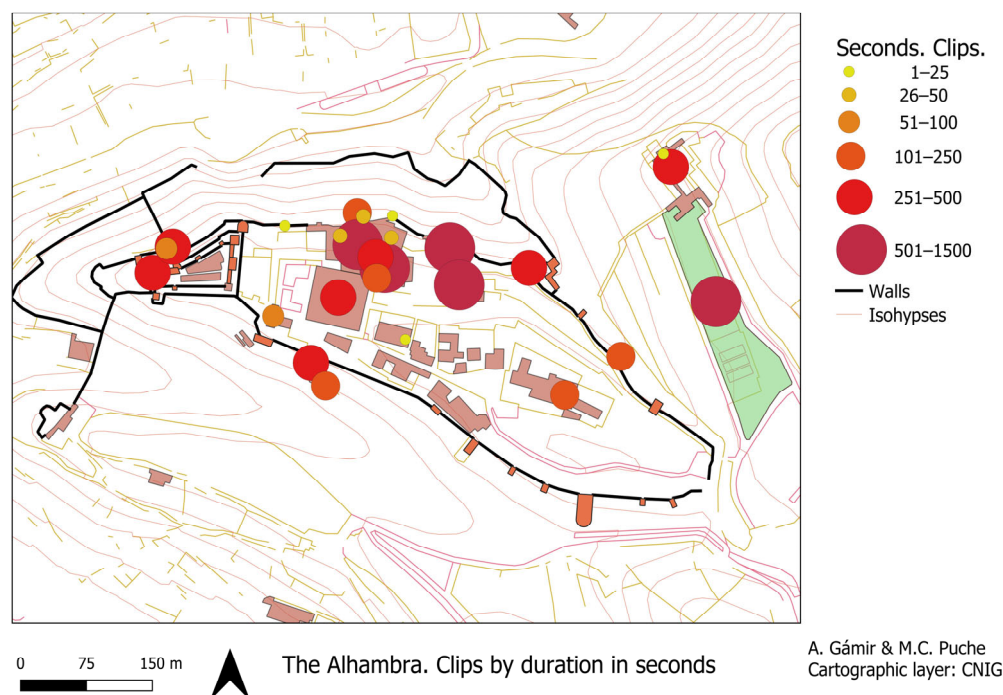 Seconds. Clips.
1–25
26–50
51–100
101–250
251–500
501–1500
Walls
Isohypses
0 75 150 m
The Alhambra. Clips by duration in seconds
A. Gámir & M.C. Puche
Cartographic layer: CNIG